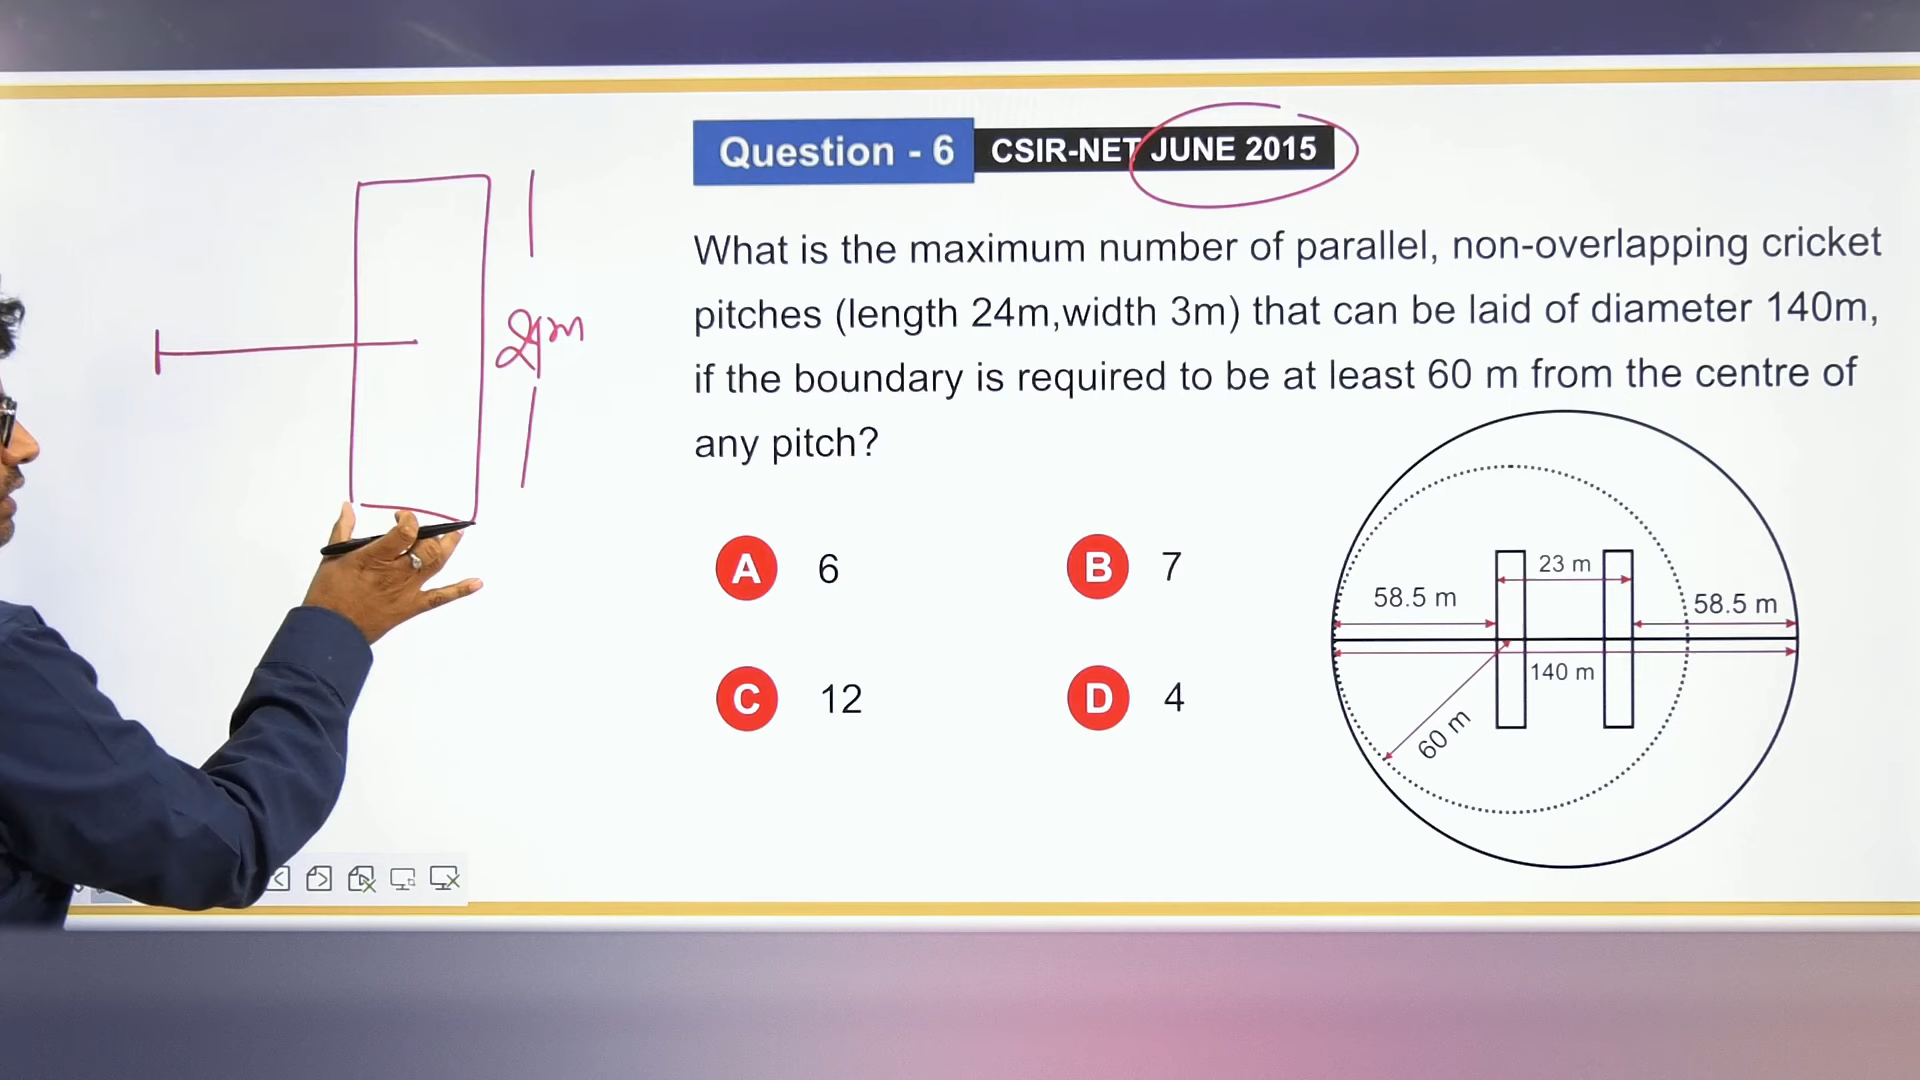 Question - 6 CSIR-NET JUNE 2015
What is the maximum number of parallel, non-overlapping cricket
pitches (length 24m,width 3m) that can be laid of diameter 140m,
if the boundary is required to be at least 60 m from the centre of
any pitch?
A 6
B 7
C 12
D 4
24m
23 m
58.5 m
58.5 m
140 m
60 m